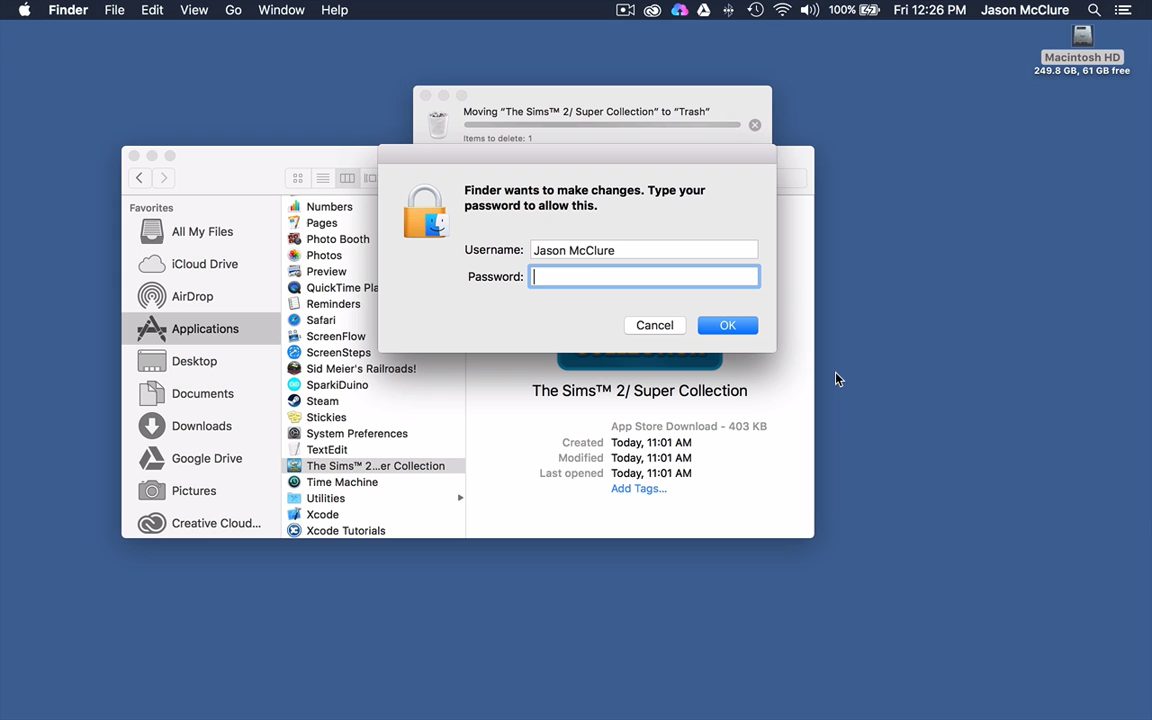 Finder File Edit View Go Window Help 100% Fri 12:26 PM Jason McClure
Macintosh HD
249.8 GB, 61 GB free
Moving “The Sims™ 2/ Super Collection” to “Trash”
Items to delete: 1
Finder wants to make changes. Type your
password to allow this.
Username: Jason McClure
Password:
Cancel OK
Favorites
All My Files
iCloud Drive
AirDrop
Applications
Desktop
Documents
Downloads
Google Drive
Pictures
Creative Cloud...
Numbers
Pages
Photo Booth
Photos
Preview
QuickTime Pla
Reminders
Safari
ScreenFlow
ScreenSteps
Sid Meier's Railroads!
SparkiDuino
Steam
Stickies
System Preferences
TextEdit
The Sims™ 2...er Collection
Time Machine
Utilities
Xcode
Xcode Tutorials
The Sims™ 2/ Super Collection
App Store Download - 403 KB
Created Today, 11:01 AM
Modified Today, 11:01 AM
Last opened Today, 11:01 AM
Add Tags...